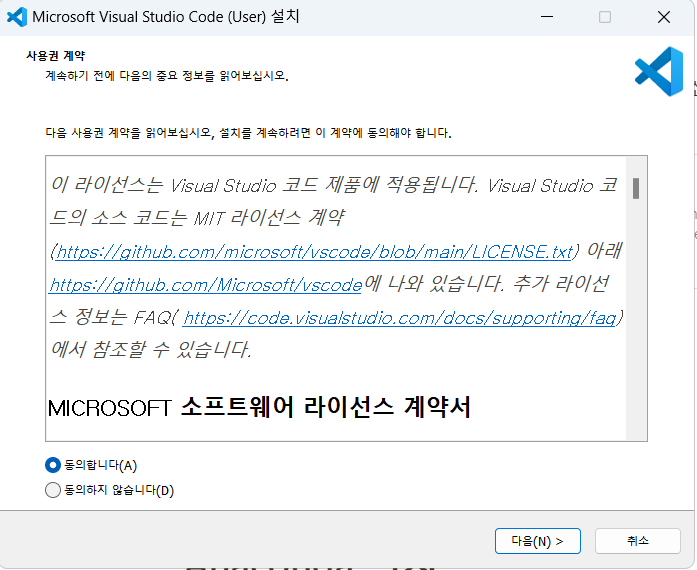 Microsoft Visual Studio Code (User) 설치
사용권 계약
계속하기 전에 다음의 중요 정보를 읽어보십시오.
다음 사용권 계약을 읽어보십시오, 설치를 계속하려면 이 계약에 동의해야 합니다.
이 라이선스는 Visual Studio 코드 제품에 적용됩니다. Visual Studio 코
드의 소스 코드는 MIT 라이선스 계약
(https://github.com/microsoft/vscode/blob/main/LICENSE.txt) 아래
https://github.com/Microsoft/vscode에 나와 있습니다. 추가 라이선
스 정보는 FAQ( https://code.visualstudio.com/docs/supporting/faq)
에서 참조할 수 있습니다.
MICROSOFT 소프트웨어 라이선스 계약서
동의합니다(A)
동의하지 않습니다(D)
다음(N) >
취소